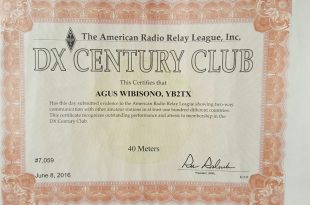 The American Radio Relay League, Inc.
DX CENTURY CLUB
This Certifies that
AGUS WIBISONO, YB2TX
Has this day submitted evidence to the American Radio Relay League showing two-way
communication with other amateur stations in at least one hundred different countries.
This certificate recognizes outstanding performance and attests to membership in the
DX Century Club.
40 Meters
#7,059
June 8, 2016